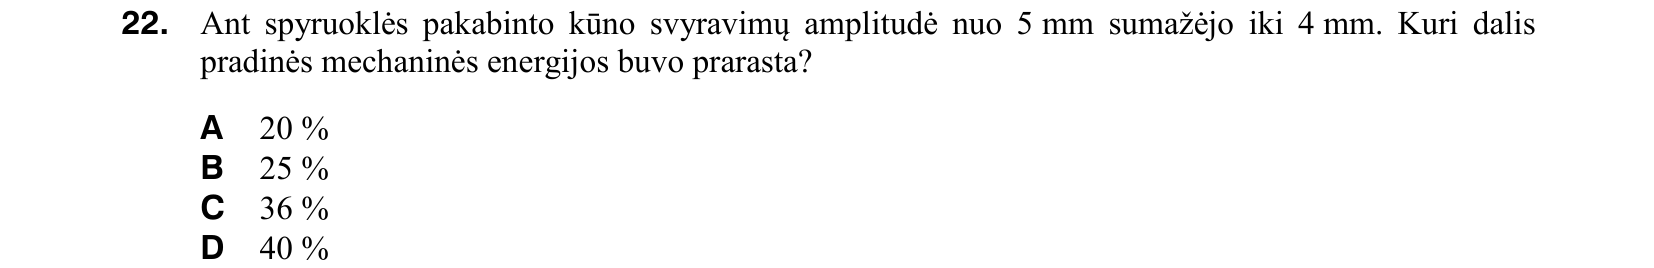 22. Ant spyruoklės pakabinto kūno svyravimų amplitudė nuo 5 mm sumažėjo iki 4 mm. Kuri dalis
pradinės mechaninės energijos buvo prarasta?
A 20 %
B 25 %
C 36 %
D 40 %